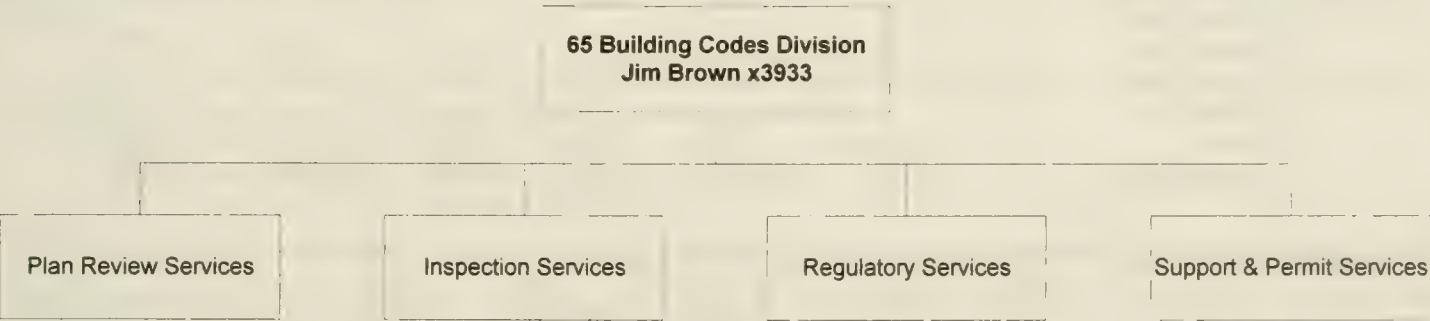 65 Building Codes Division
Jim Brown x3933
Plan Review Services
Inspection Services
Regulatory Services
Support & Permit Services